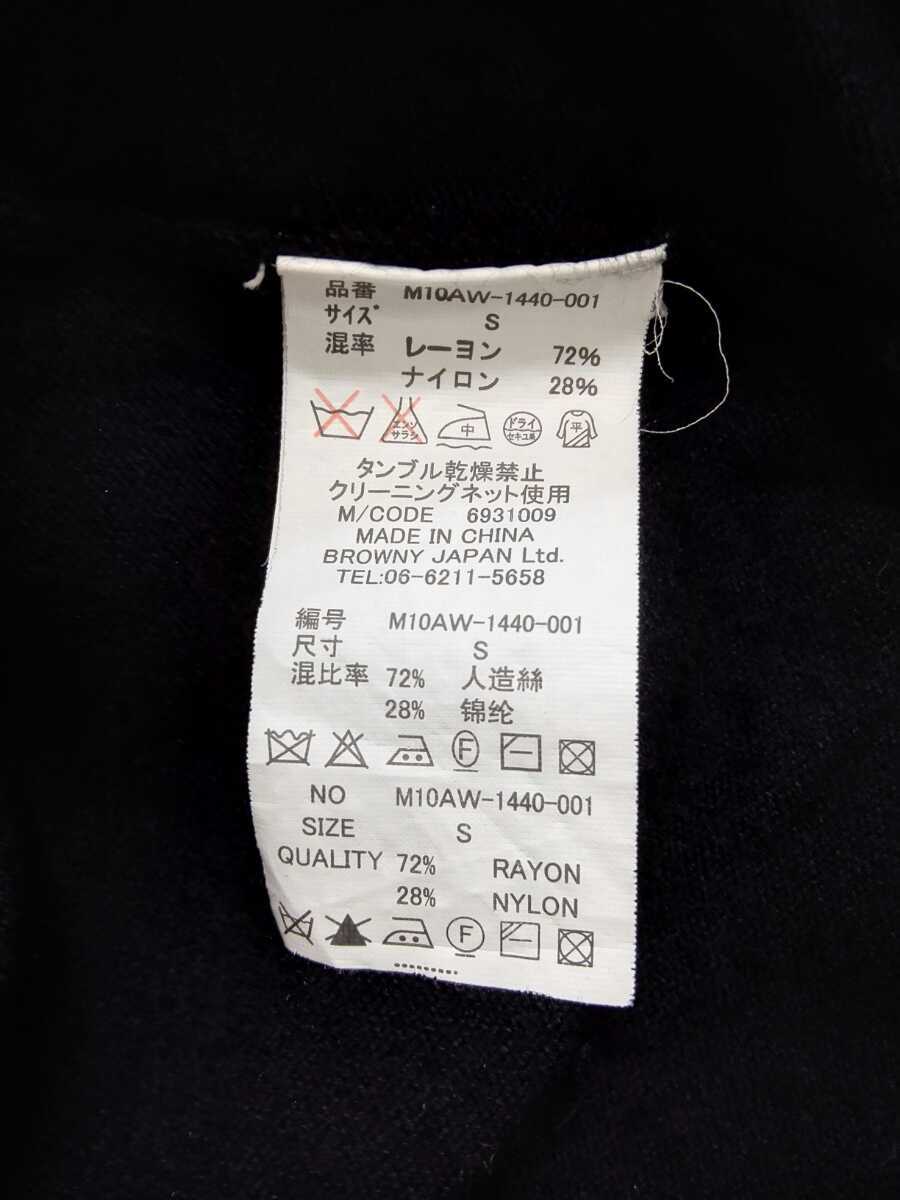 品番 M10AW-1440-001
サイズ S
混率 レーヨン 72%
ナイロン 28%
エンソ サラシ 中 ドライ セキユ系 平
タンブル乾燥禁止
クリーニングネット使用
M/CODE 6931009
MADE IN CHINA
BROWNY JAPAN Ltd.
TEL:06-6211-5658
編号 M10AW-1440-001
尺寸 S
混比率 72% 人造絲
28% 锦纶
F
NO M10AW-1440-001
SIZE S
QUALITY 72% RAYON
28% NYLON
F